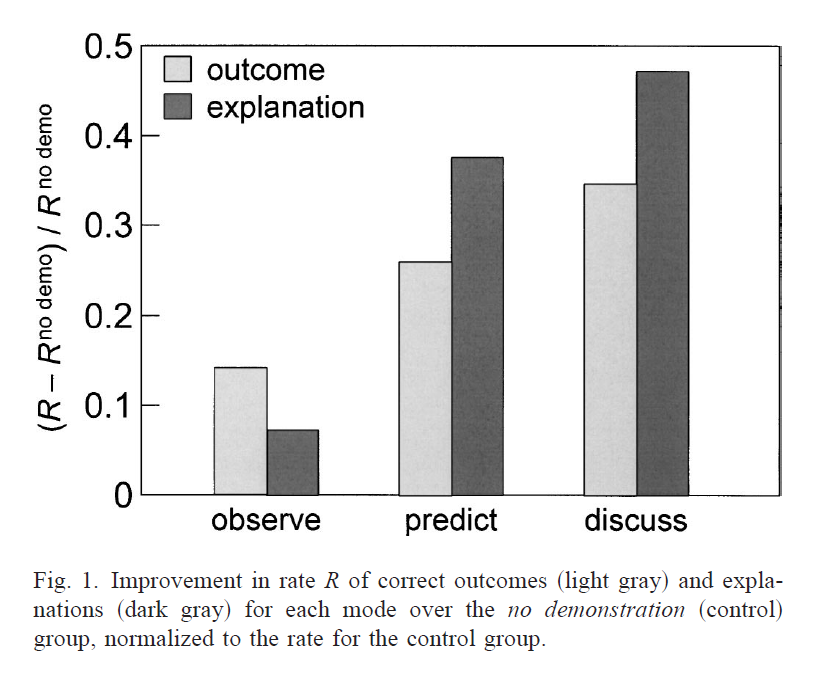 0.5
outcome
explanation
0.4
0.3
0.2
0.1
0
(R − R^no demo) / R^no demo
observe predict discuss
Fig. 1. Improvement in rate R of correct outcomes (light gray) and expla-
nations (dark gray) for each mode over the no demonstration (control)
group, normalized to the rate for the control group.